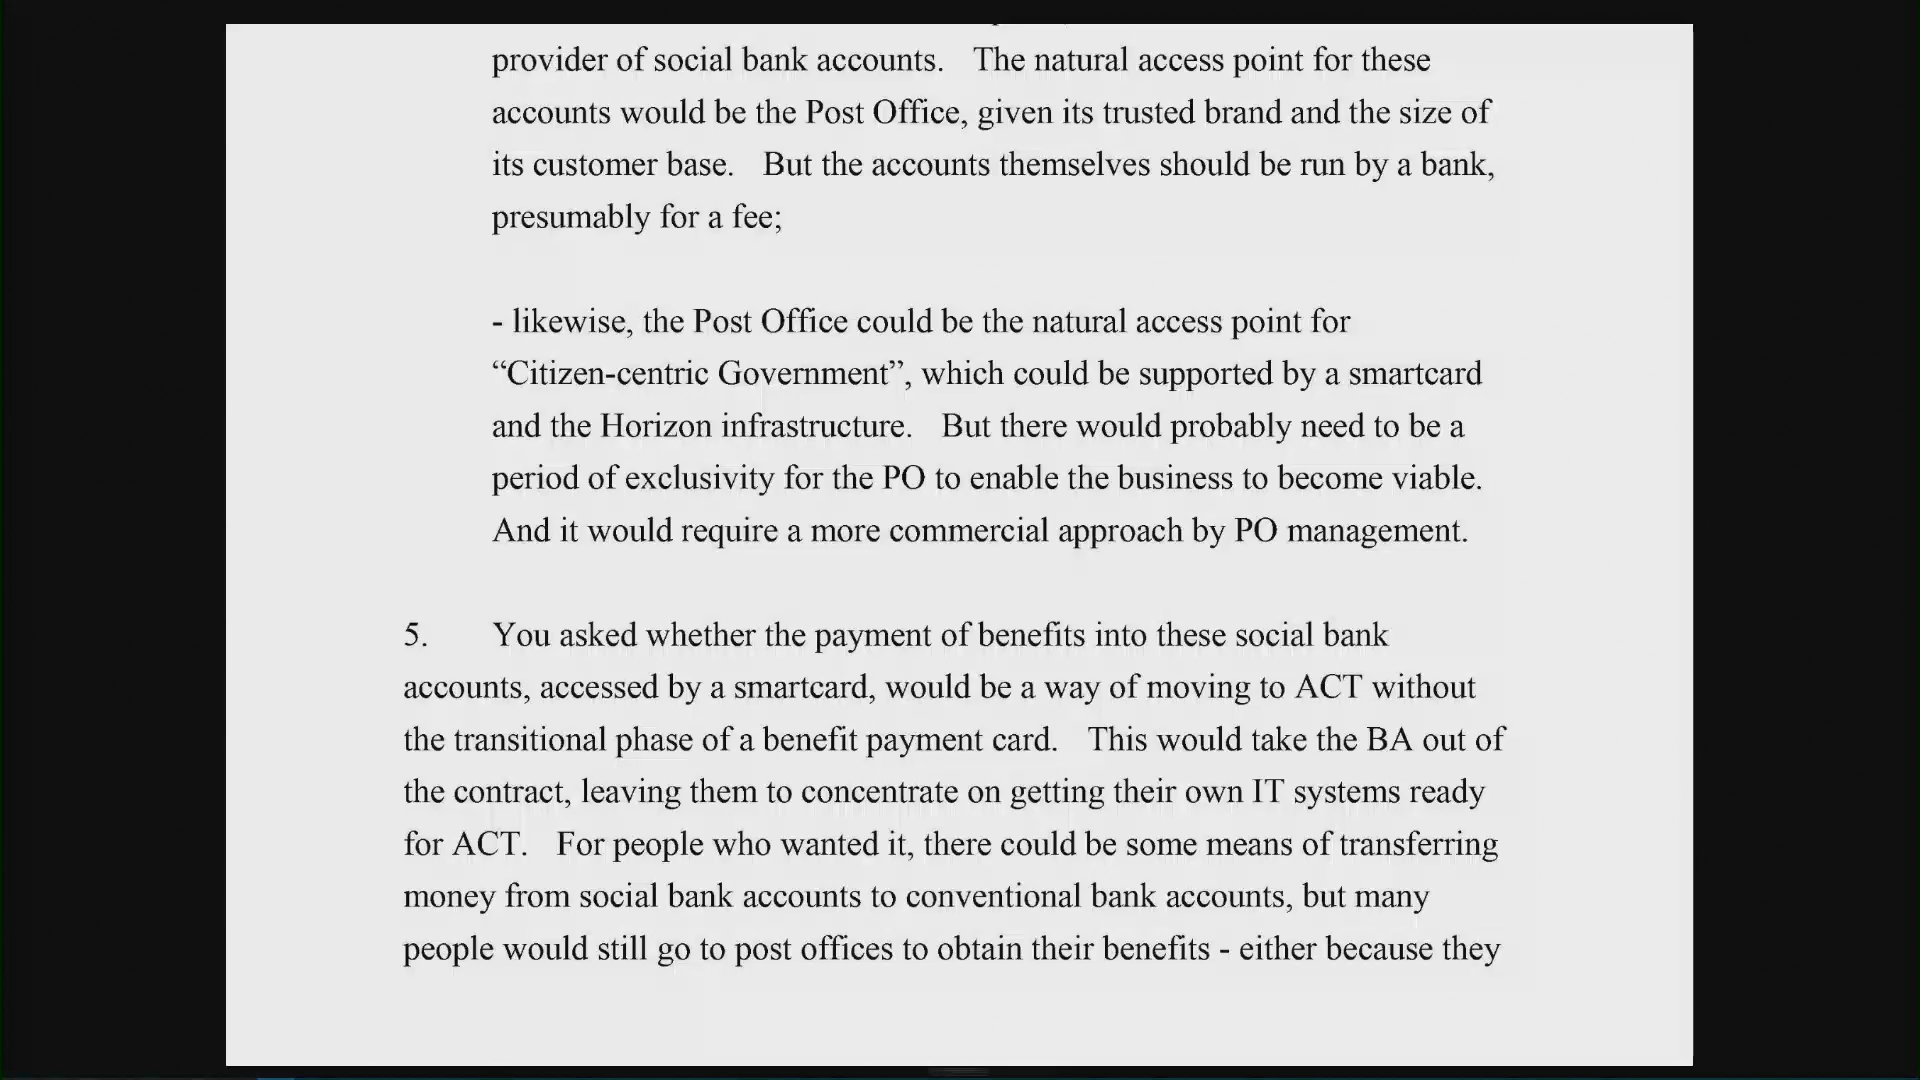 provider of social bank accounts. The natural access point for these
accounts would be the Post Office, given its trusted brand and the size of
its customer base. But the accounts themselves should be run by a bank,
presumably for a fee;
- likewise, the Post Office could be the natural access point for
“Citizen-centric Government”, which could be supported by a smartcard
and the Horizon infrastructure. But there would probably need to be a
period of exclusivity for the PO to enable the business to become viable.
And it would require a more commercial approach by PO management.
5. You asked whether the payment of benefits into these social bank
accounts, accessed by a smartcard, would be a way of moving to ACT without
the transitional phase of a benefit payment card. This would take the BA out of
the contract, leaving them to concentrate on getting their own IT systems ready
for ACT. For people who wanted it, there could be some means of transferring
money from social bank accounts to conventional bank accounts, but many
people would still go to post offices to obtain their benefits - either because they